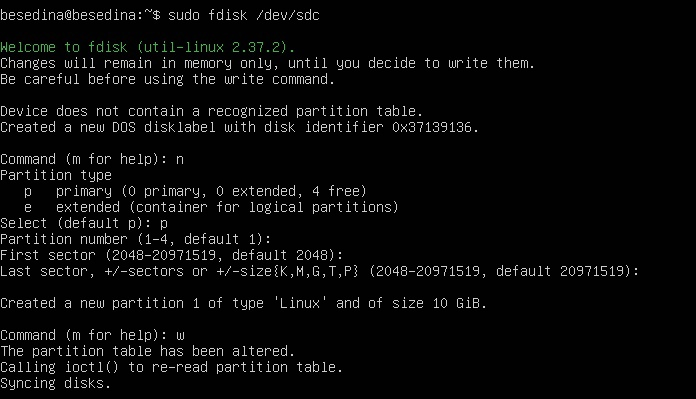 besedina@besedina:~$ sudo fdisk /dev/sdc
Welcome to fdisk (util-linux 2.37.2).
Changes will remain in memory only, until you decide to write them.
Be careful before using the write command.
Device does not contain a recognized partition table.
Created a new DOS disklabel with disk identifier 0x37139136.
Command (m for help): n
Partition type
   p   primary (0 primary, 0 extended, 4 free)
   e   extended (container for logical partitions)
Select (default p): p
Partition number (1-4, default 1):
First sector (2048-20971519, default 2048):
Last sector, +/-sectors or +/-size{K,M,G,T,P} (2048-20971519, default 20971519):
Created a new partition 1 of type 'Linux' and of size 10 GiB.
Command (m for help): w
The partition table has been altered.
Calling ioctl() to re-read partition table.
Syncing disks.